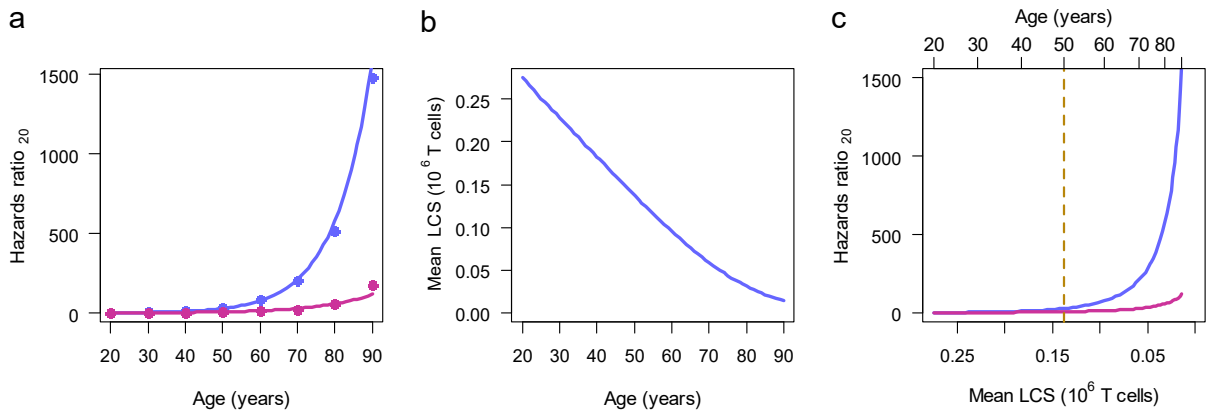 a
Hazards ratio 20
1500
1000
500
0
20 30 40 50 60 70 80 90
Age (years)
b
Mean LCS (10 6 T cells)
0.25
0.20
0.15
0.10
0.05
0.00
20 30 40 50 60 70 80 90
Age (years)
c
Age (years)
20 30 40 50 60 70 80
Hazards ratio 20
1500
1000
500
0
0.25 0.15 0.05
Mean LCS (10 6 T cells)